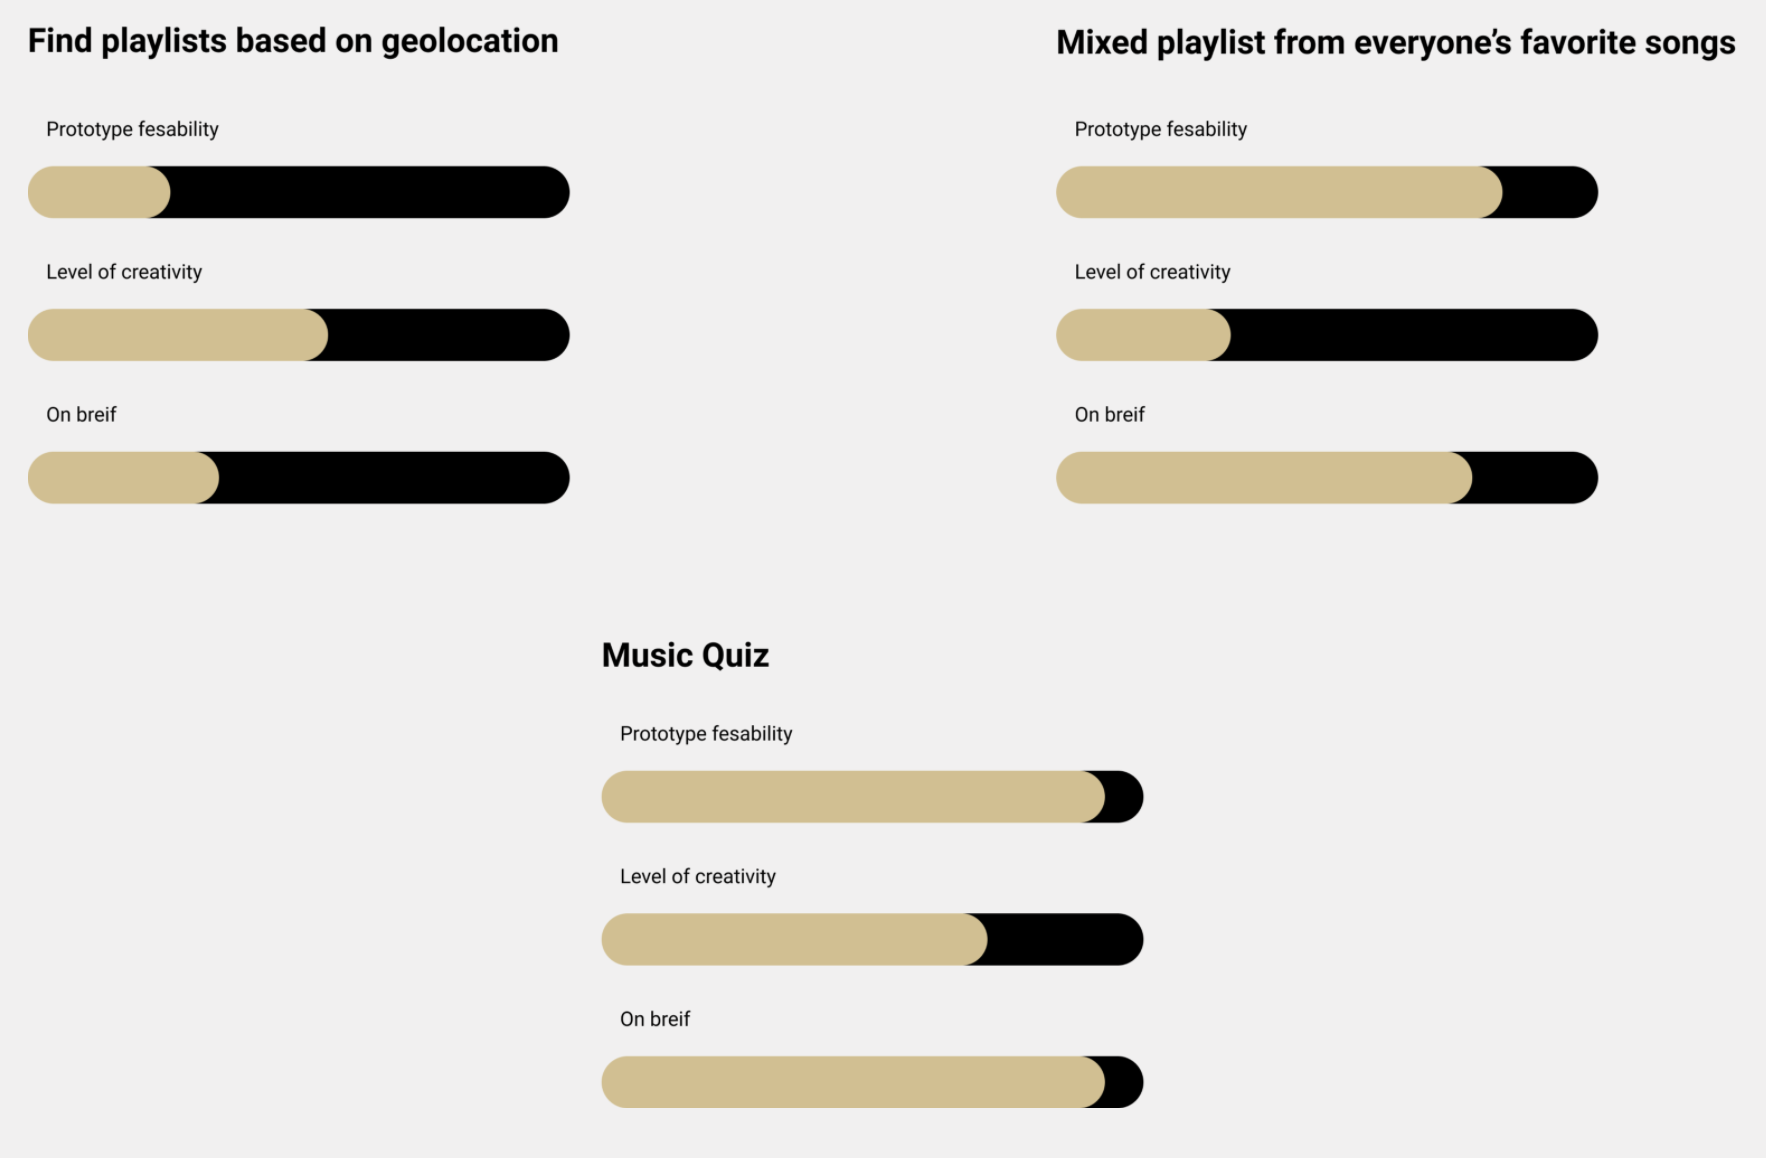 Find playlists based on geolocation
Prototype fesability
Level of creativity
On breif
Mixed playlist from everyone’s favorite songs
Prototype fesability
Level of creativity
On breif
Music Quiz
Prototype fesability
Level of creativity
On breif